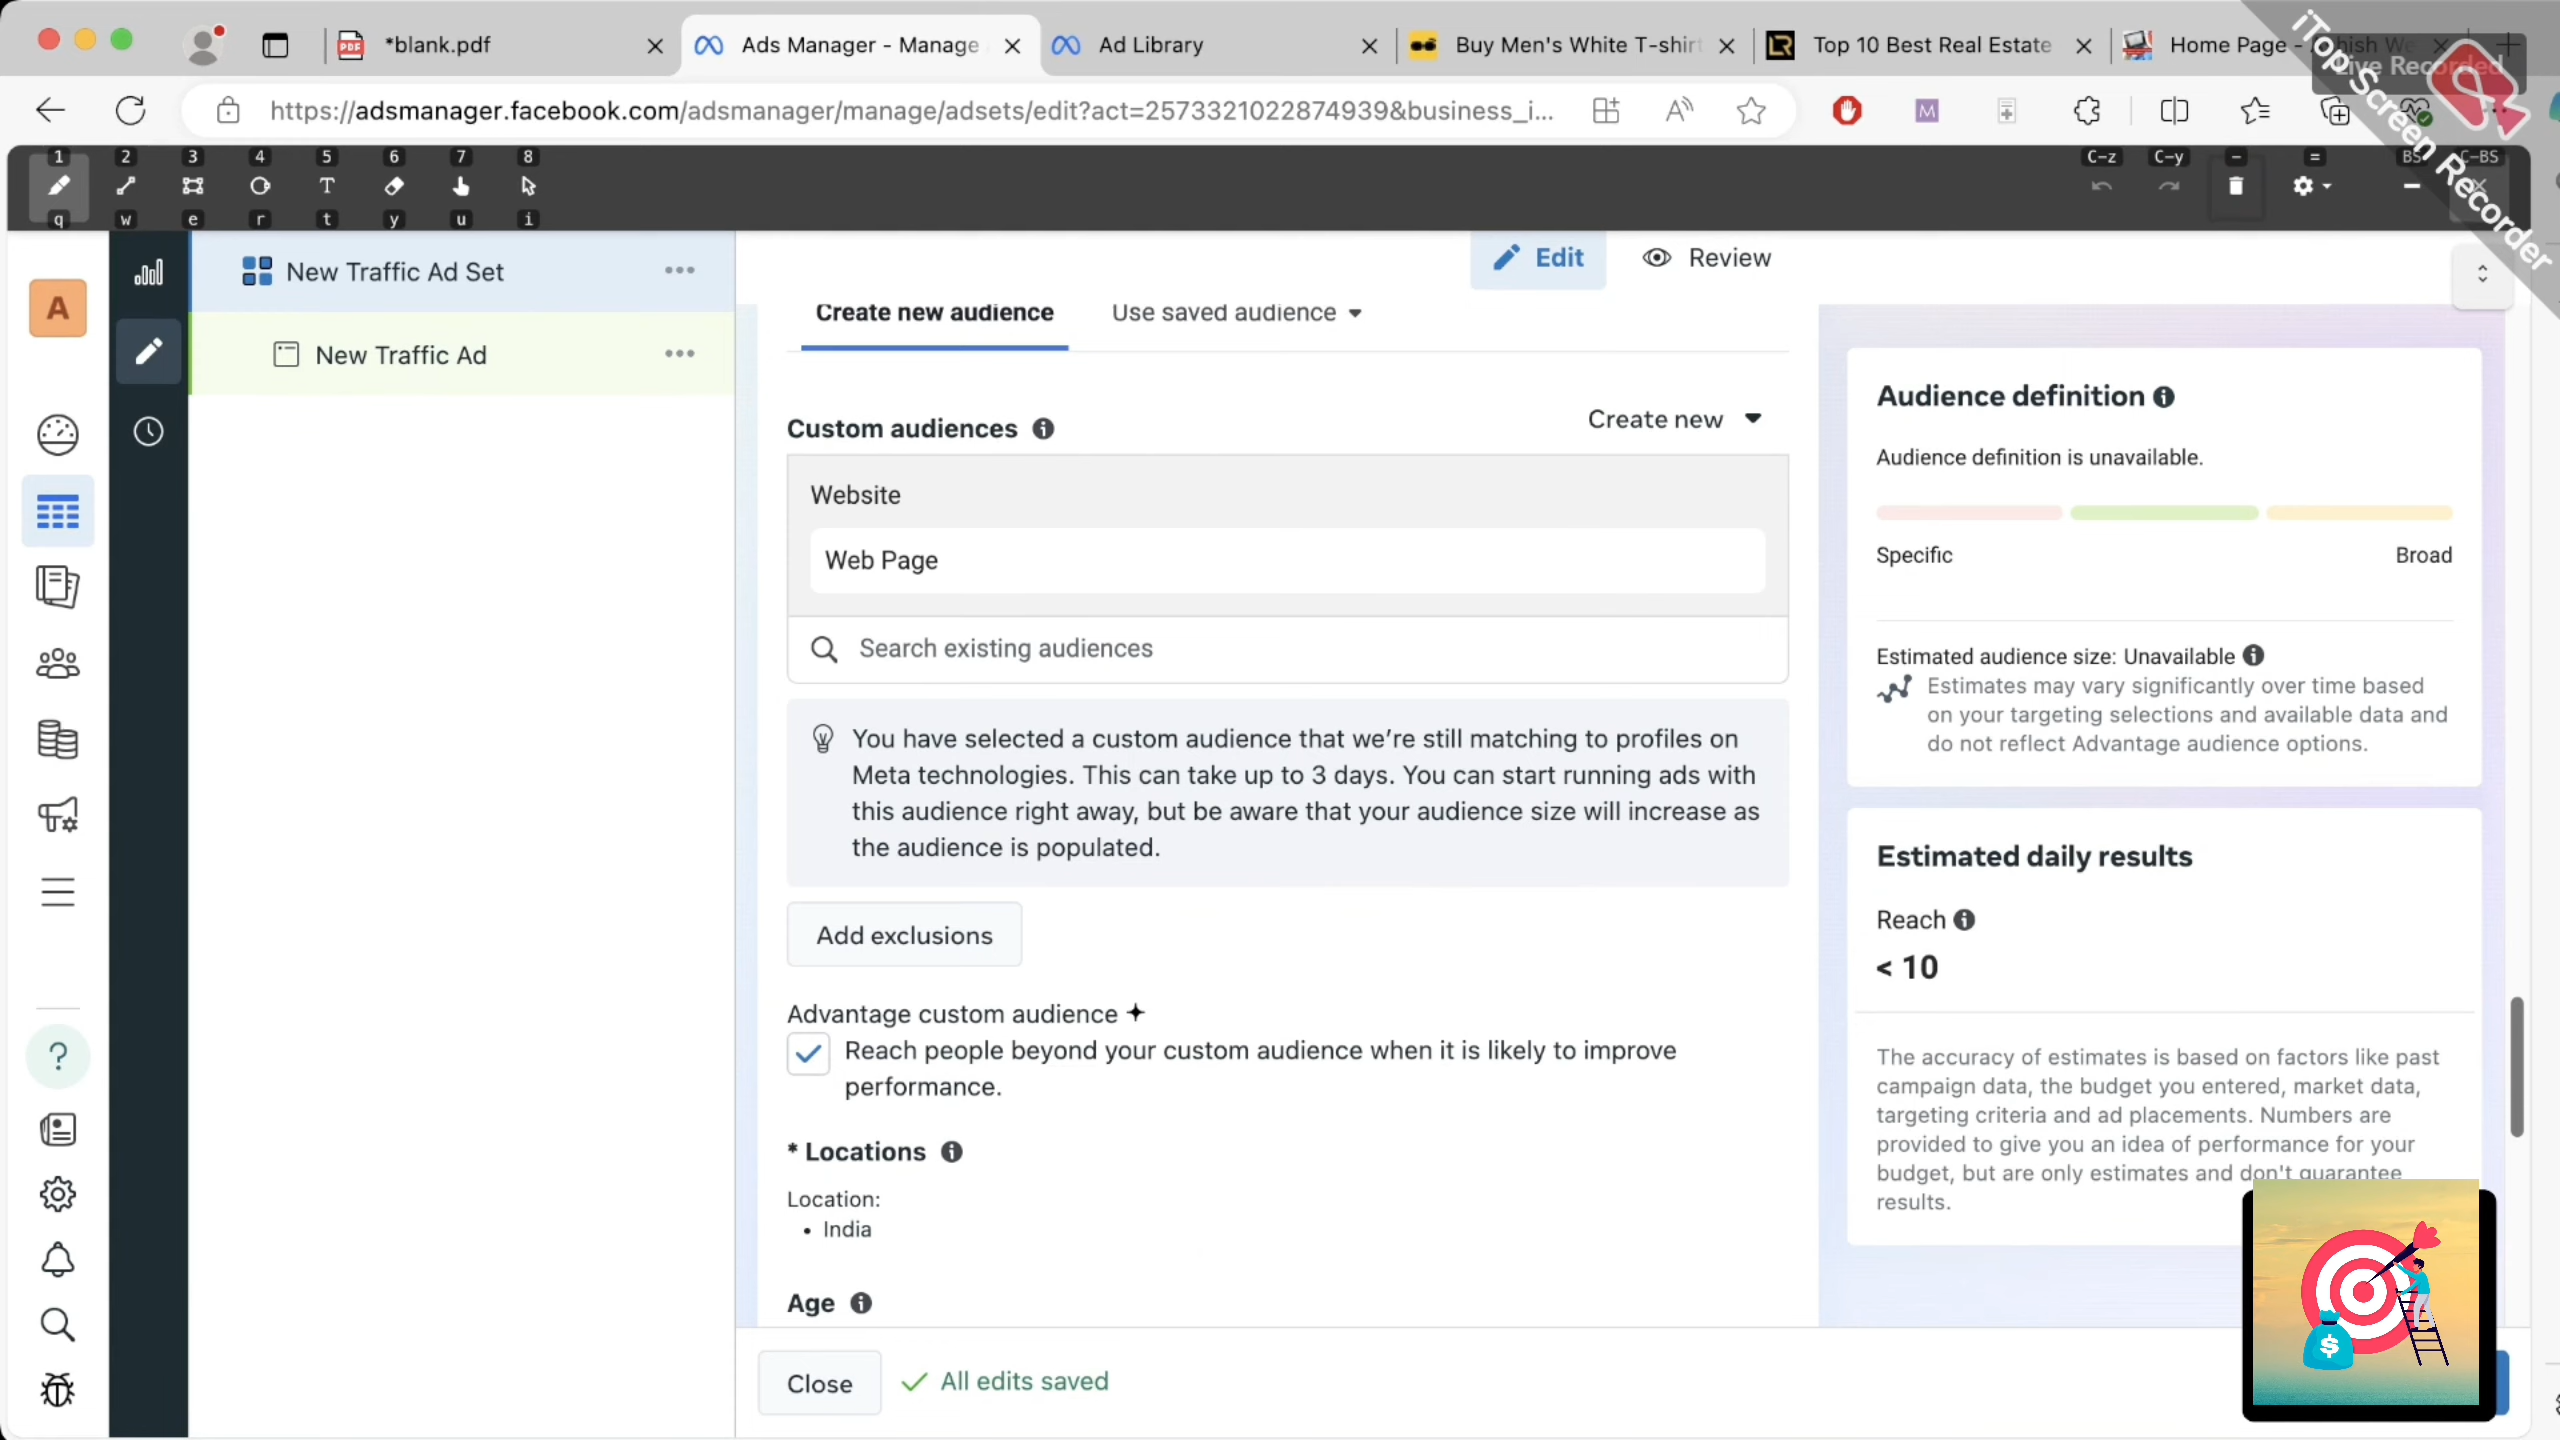 *blank.pdf
Ads Manager - Manage
Ad Library
Buy Men's White T-shirt
Top 10 Best Real Estate
Home Page -
iTop Screen Recorder
Live Recorded
https://adsmanager.facebook.com/adsmanager/manage/adsets/edit?act=2573321022874939&business_i...
M
1 2 3 4 5 6 7 8
C-z C-y - = BS C-BS
T
q w e r t y u i
A
New Traffic Ad Set
New Traffic Ad
Edit
Review
Create new audience
Use saved audience
Custom audiences
Create new
Website
Web Page
Search existing audiences
You have selected a custom audience that we're still matching to profiles on
Meta technologies. This can take up to 3 days. You can start running ads with
this audience right away, but be aware that your audience size will increase as
the audience is populated.
Add exclusions
Advantage custom audience
Reach people beyond your custom audience when it is likely to improve
performance.
* Locations
Location:
• India
Age
Close
All edits saved
Audience definition
Audience definition is unavailable.
Specific
Broad
Estimated audience size: Unavailable
Estimates may vary significantly over time based
on your targeting selections and available data and
do not reflect Advantage audience options.
Estimated daily results
Reach
< 10
The accuracy of estimates is based on factors like past
campaign data, the budget you entered, market data,
targeting criteria and ad placements. Numbers are
provided to give you an idea of performance for your
budget, but are only estimates and don't guarantee
results.